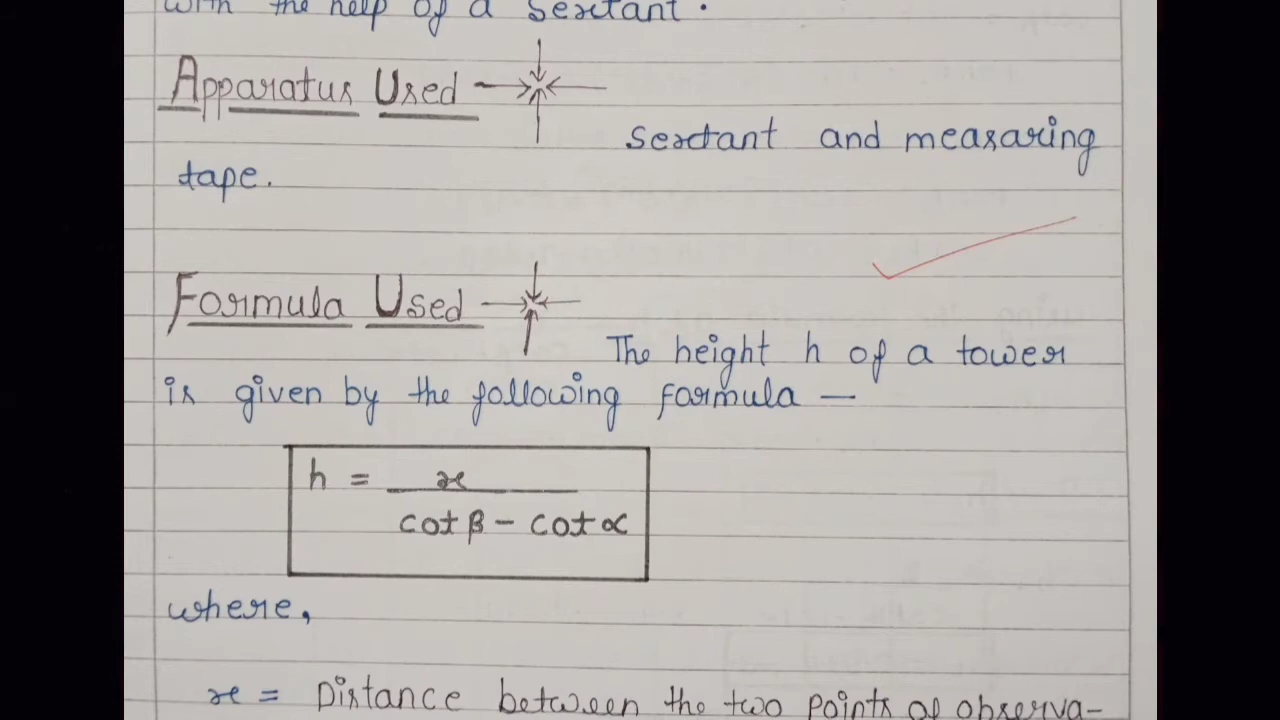 with the help of a sextant.
Apparatus Used
sextant and measuring
tape.
Formula Used
The height h of a tower
is given by the following formula —
h = x / cot β - cot α
where,
x = Distance between the two points of observa-